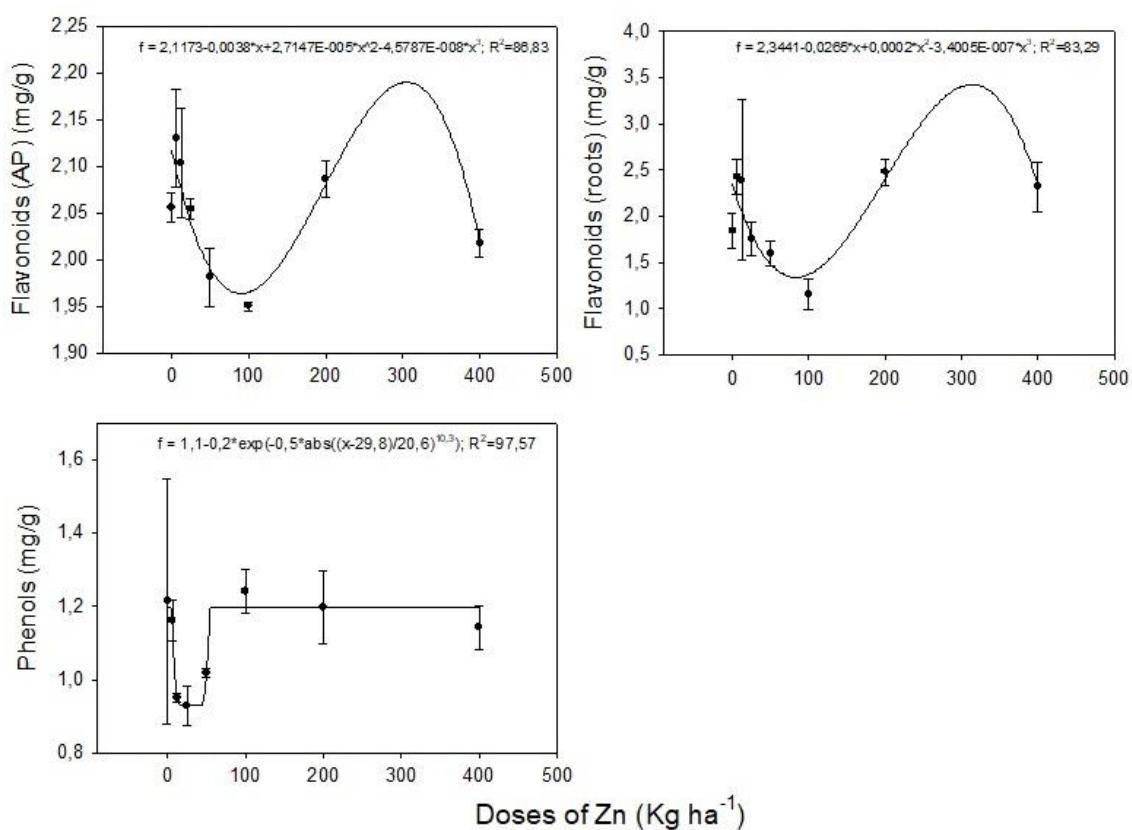 f = 2,1173-0,0038*x+2,7147E-005*x^2-4,5787E-008*x³; R²=86,83
Flavonoids (AP) (mg/g)
2,25
2,20
2,15
2,10
2,05
2,00
1,95
1,90
0 100 200 300 400 500
f = 2,3441-0,0265*x+0,0002*x²-3,4005E-007*x³; R²=83,29
Flavonoids (roots) (mg/g)
4,0
3,5
3,0
2,5
2,0
1,5
1,0
0,5
0 100 200 300 400 500
f = 1,1-0,2*exp(-0,5*abs((x-29,8)/20,6)^10,3); R²=97,57
Phenols (mg/g)
1,6
1,4
1,2
1,0
0,8
0 100 200 300 400 500
Doses of Zn (Kg ha⁻¹)